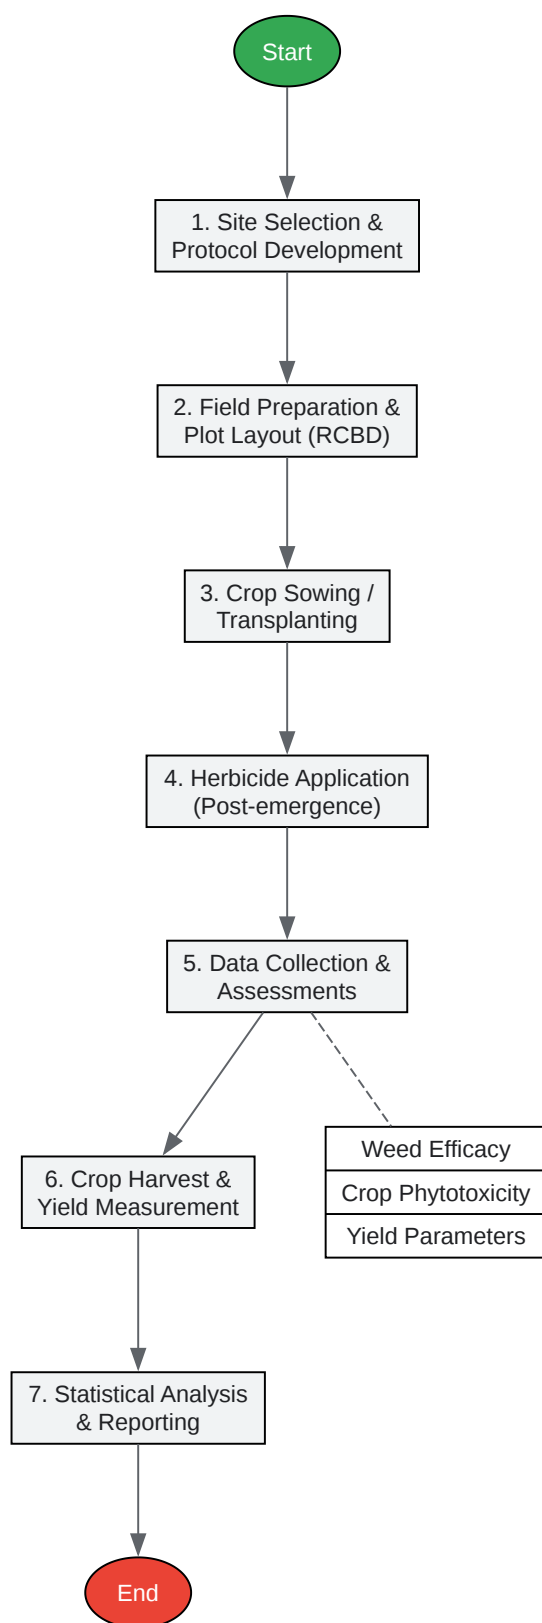 Start
1. Site Selection &
Protocol Development
2. Field Preparation &
Plot Layout (RCBD)
3. Crop Sowing /
Transplanting
4. Herbicide Application
(Post-emergence)
5. Data Collection &
Assessments
6. Crop Harvest &
Yield Measurement
Weed Efficacy
Crop Phytotoxicity
Yield Parameters
7. Statistical Analysis
& Reporting
End